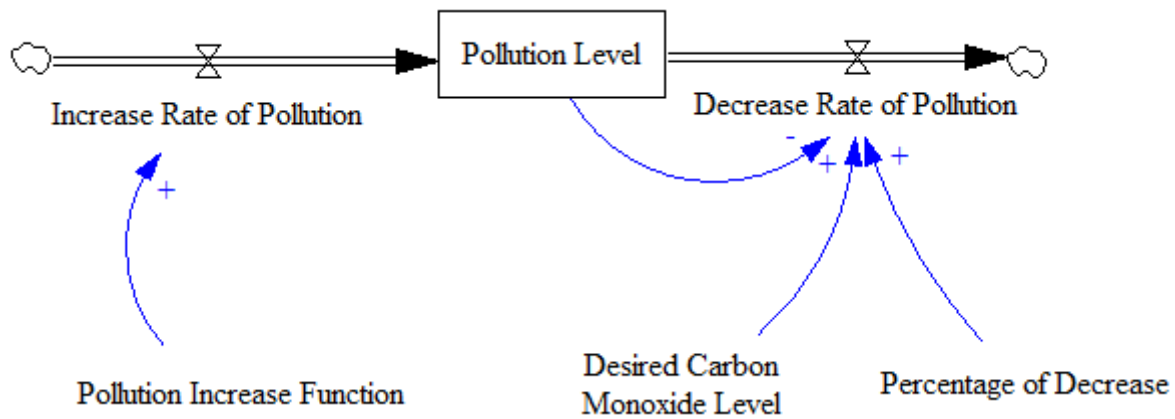 Pollution Level
Increase Rate of Pollution
Decrease Rate of Pollution
-
+
+
+
Pollution Increase Function
Desired Carbon
Monoxide Level
Percentage of Decrease